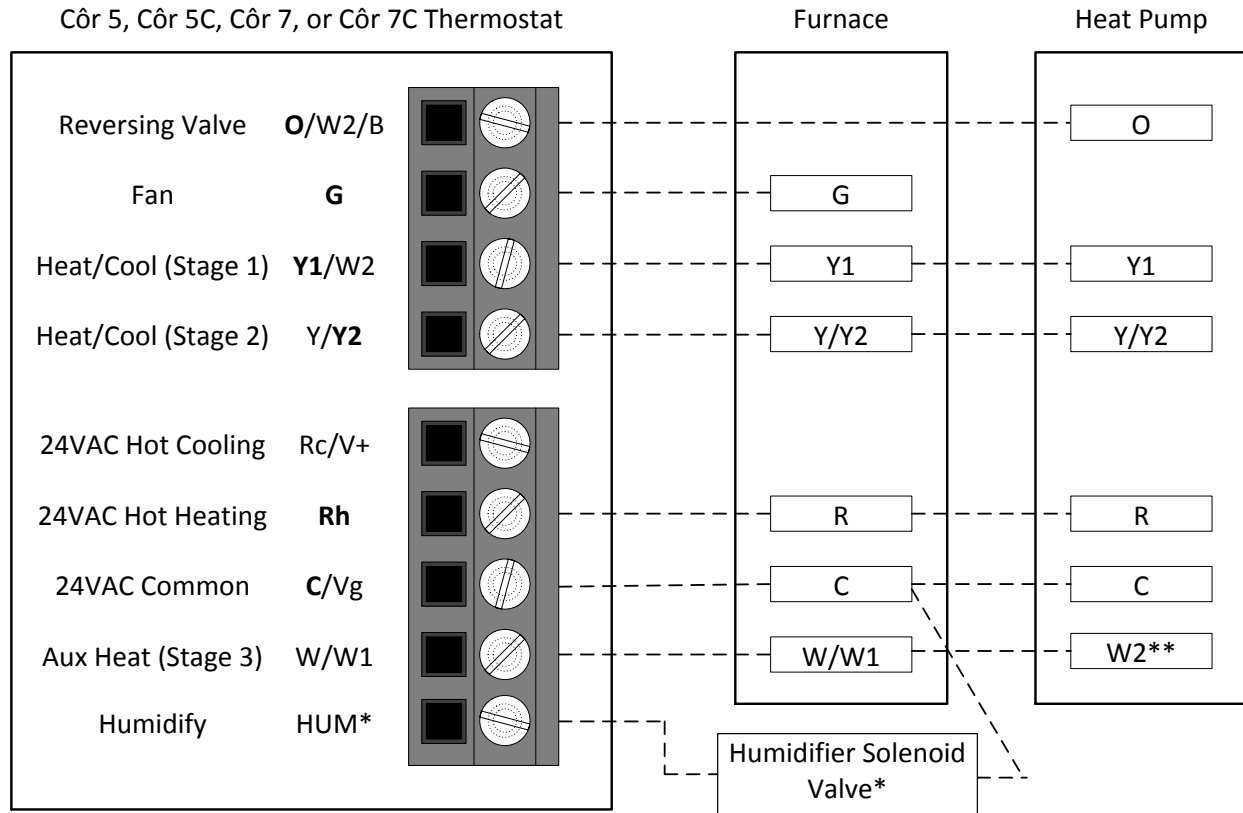 Côr 5, Côr 5C, Côr 7, or Côr 7C Thermostat Furnace Heat Pump
Reversing Valve O/W2/B O
Fan G G
Heat/Cool (Stage 1) Y1/W2 Y1 Y1
Heat/Cool (Stage 2) Y/Y2 Y/Y2 Y/Y2
24VAC Hot Cooling Rc/V+
24VAC Hot Heating Rh R R
24VAC Common C/Vg C C
Aux Heat (Stage 3) W/W1 W/W1 W2**
Humidify HUM*
Humidifier Solenoid
Valve*